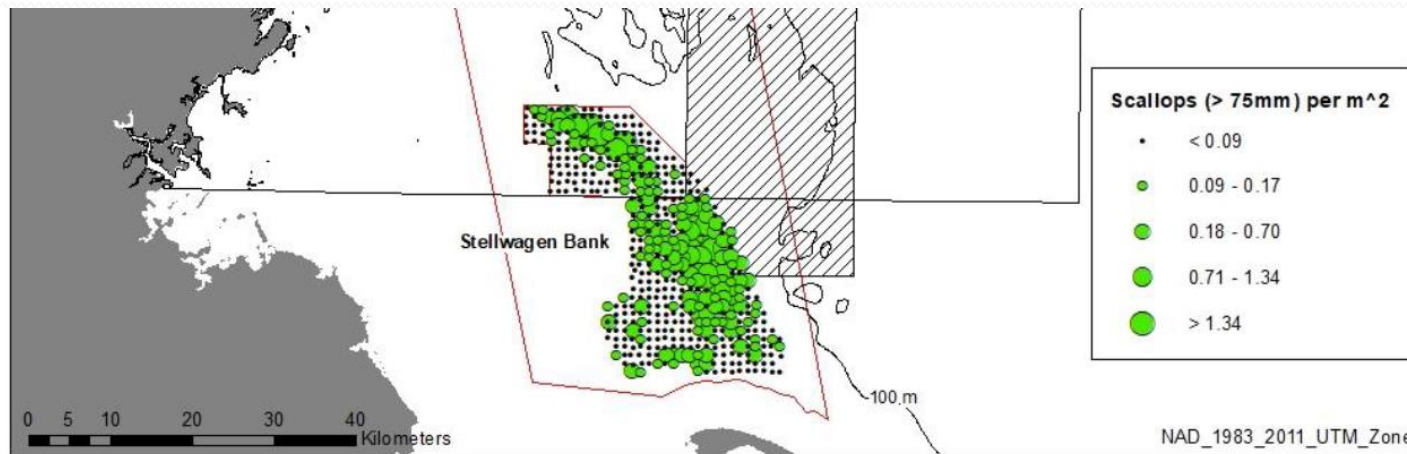 Scallops (> 75mm) per m^2
< 0.09
0.09 - 0.17
0.18 - 0.70
0.71 - 1.34
> 1.34
Stellwagen Bank
100 m
0 5 10 20 30 40
Kilometers
NAD_1983_2011_UTM_Zone